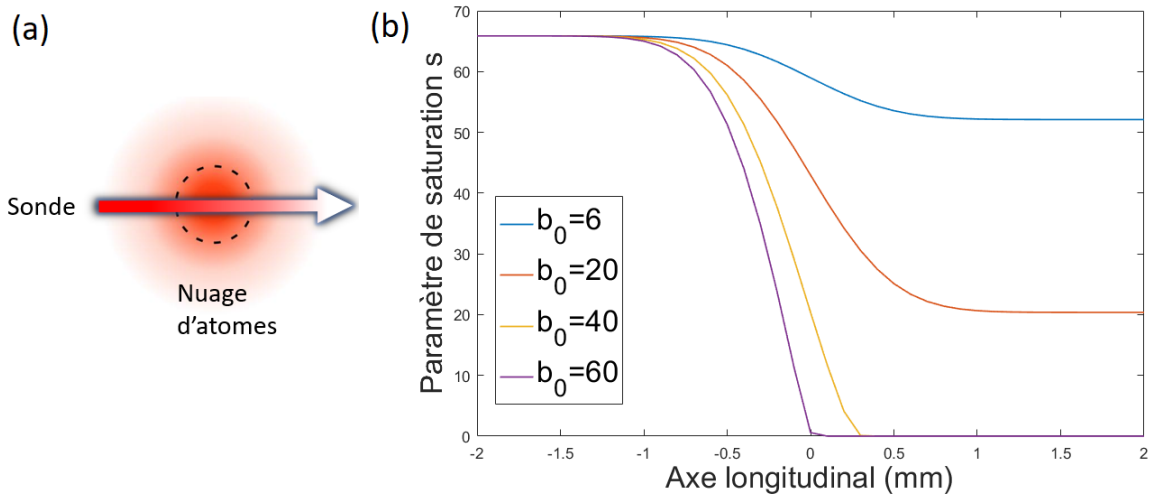 (a)
Sonde
Nuage
d'atomes
(b)
Paramètre de saturation s
70
60
50
40
30
20
10
0
b0=6
b0=20
b0=40
b0=60
-2
-1.5
-1
-0.5
0
0.5
1
1.5
2
Axe longitudinal (mm)